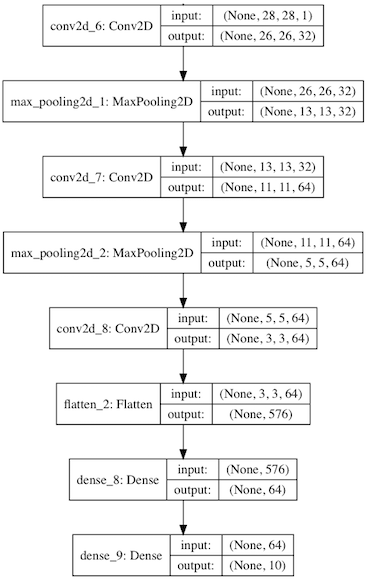 conv2d_6: Conv2D
input: (None, 28, 28, 1)
output: (None, 26, 26, 32)
max_pooling2d_1: MaxPooling2D
input: (None, 26, 26, 32)
output: (None, 13, 13, 32)
conv2d_7: Conv2D
input: (None, 13, 13, 32)
output: (None, 11, 11, 64)
max_pooling2d_2: MaxPooling2D
input: (None, 11, 11, 64)
output: (None, 5, 5, 64)
conv2d_8: Conv2D
input: (None, 5, 5, 64)
output: (None, 3, 3, 64)
flatten_2: Flatten
input: (None, 3, 3, 64)
output: (None, 576)
dense_8: Dense
input: (None, 576)
output: (None, 64)
dense_9: Dense
input: (None, 64)
output: (None, 10)